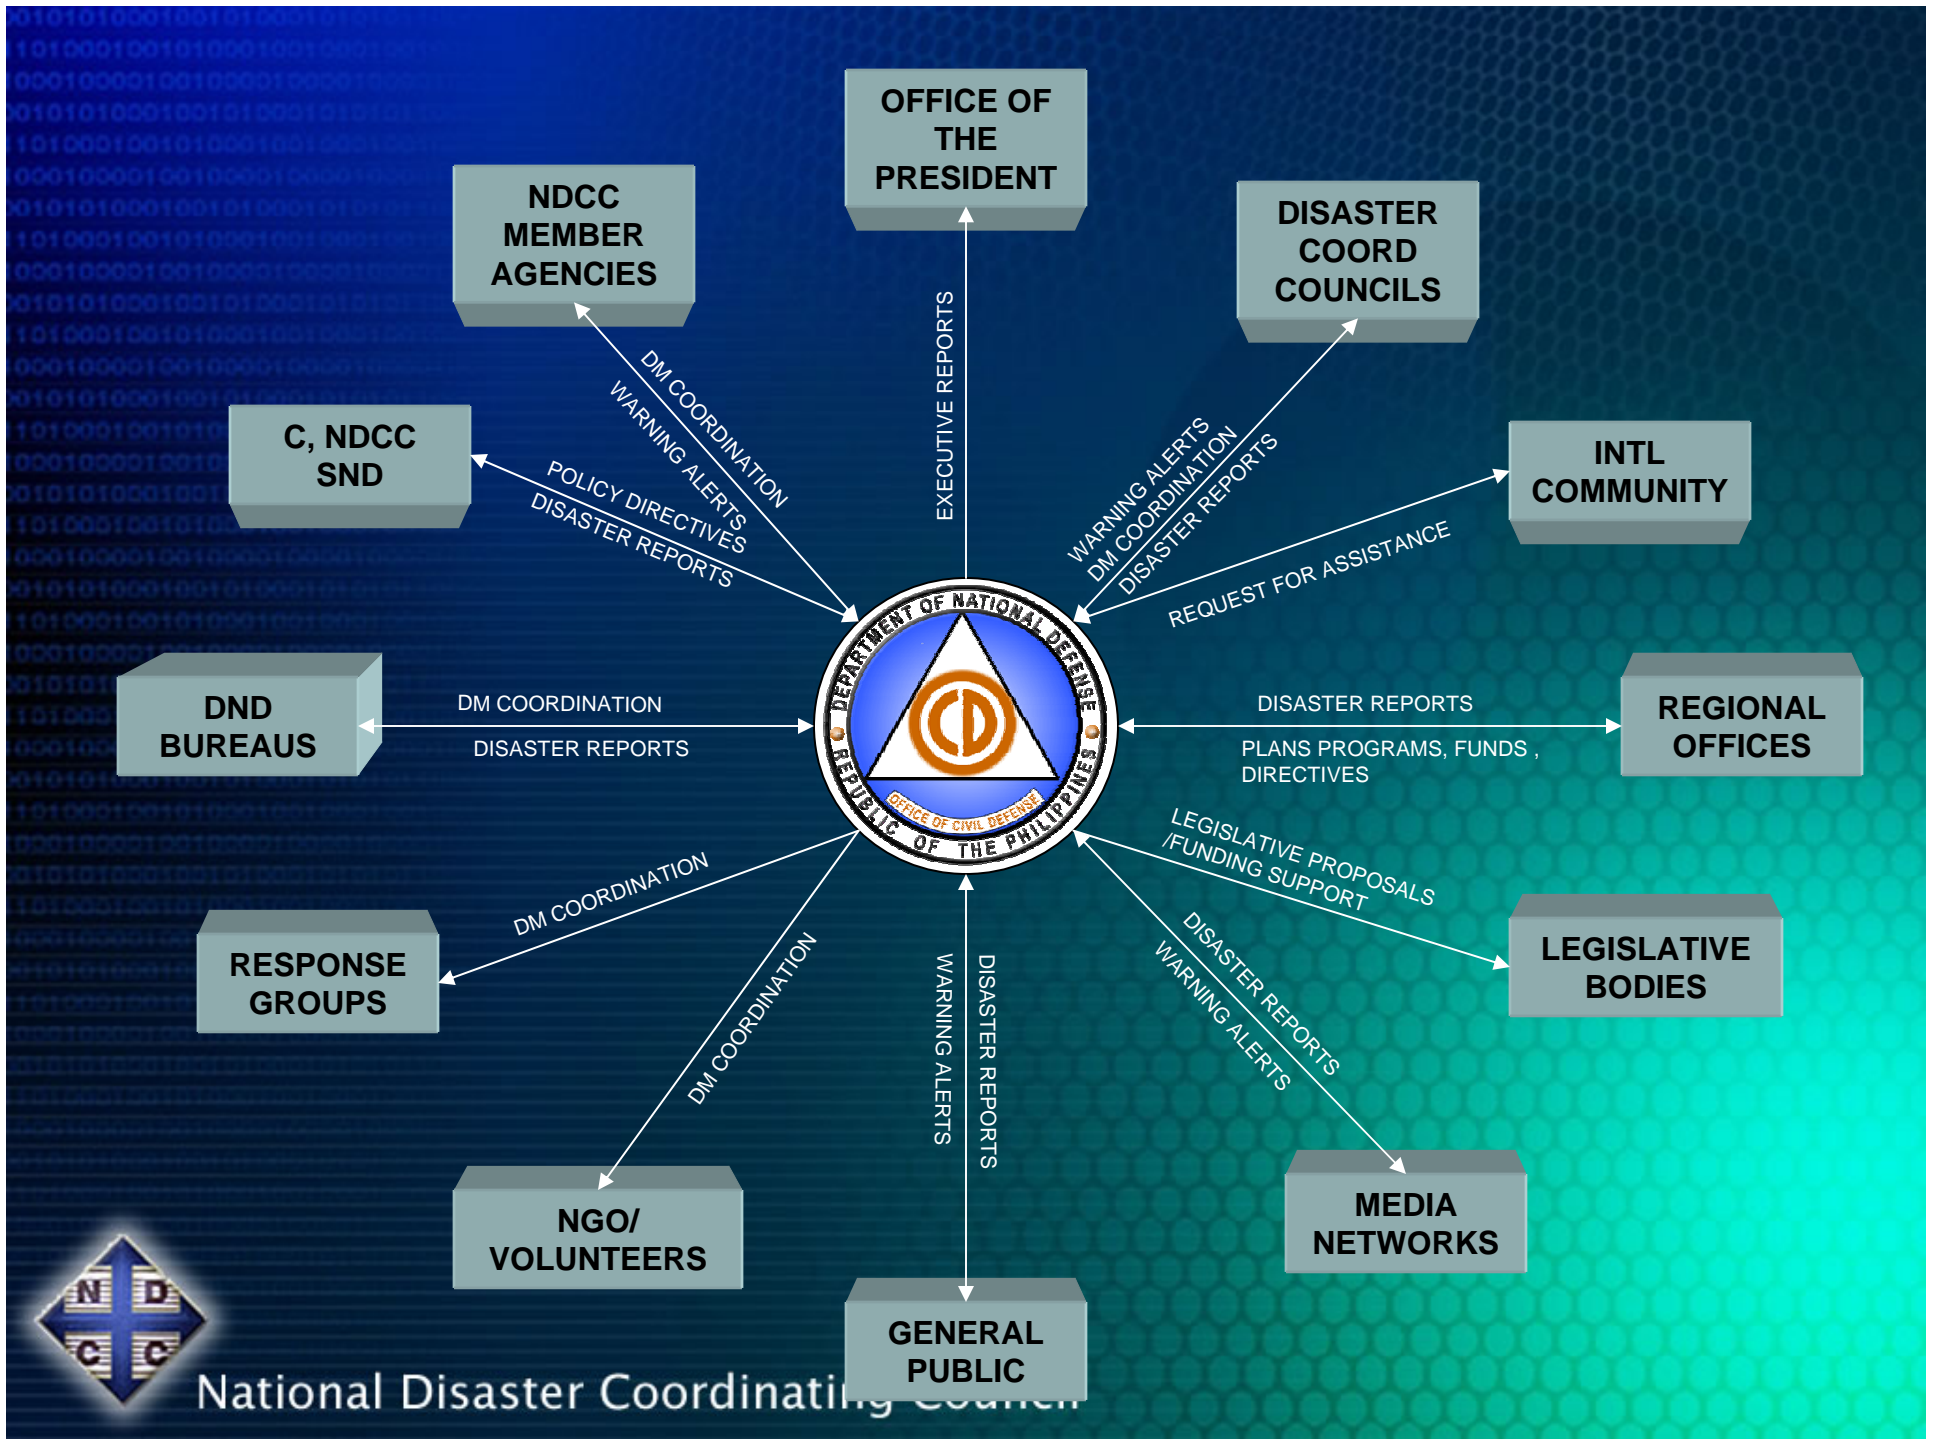 OFFICE OF
THE
PRESIDENT
NDCC
MEMBER
AGENCIES
DISASTER
COORD
COUNCILS
C, NDCC
SND
INTL
COMMUNITY
DM COORDINATION
WARNING ALERTS
EXECUTIVE REPORTS
WARNING ALERTS
DM COORDINATION
DISASTER REPORTS
POLICY DIRECTIVES
DISASTER REPORTS
REQUEST FOR ASSISTANCE
DEPARTMENT OF NATIONAL DEFENSE
CD
OFFICE OF CIVIL DEFENSE
REPUBLIC OF THE PHILIPPINES
DND
BUREAUS
DM COORDINATION
DISASTER REPORTS
DISASTER REPORTS
PLANS PROGRAMS, FUNDS ,
DIRECTIVES
REGIONAL
OFFICES
LEGISLATIVE PROPOSALS
/FUNDING SUPPORT
DM COORDINATION
RESPONSE
GROUPS
DM COORDINATION
WARNING ALERTS
DISASTER REPORTS
DISASTER REPORTS
WARNING ALERTS
LEGISLATIVE
BODIES
NGO/
VOLUNTEERS
MEDIA
NETWORKS
GENERAL
PUBLIC
N D
C C
National Disaster Coordinating Council